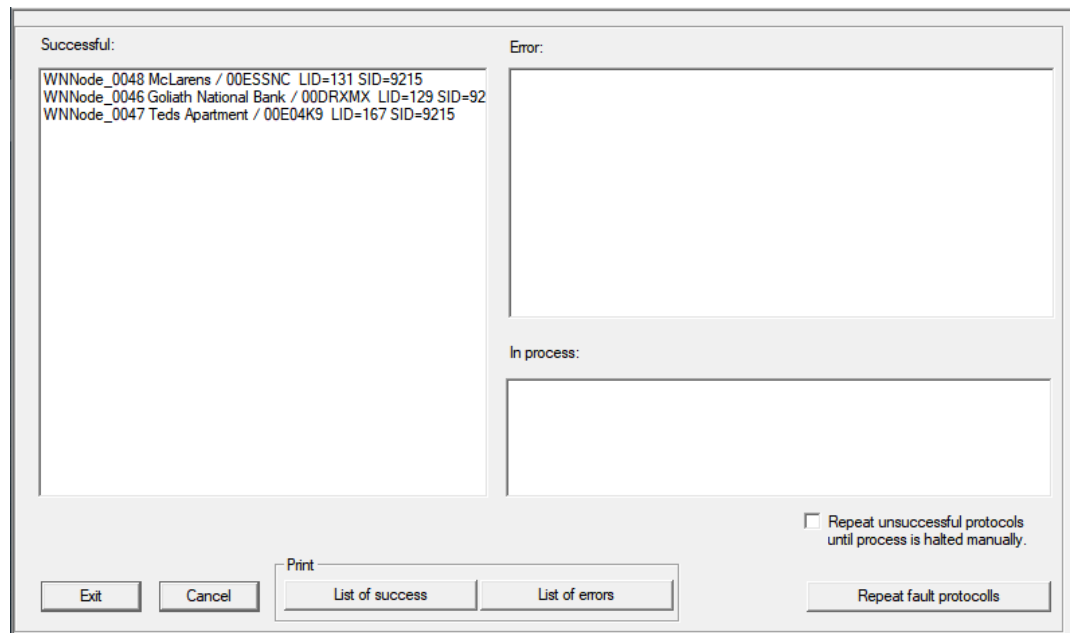 Successful:
WNNode_0048 McLarens / 00ESSNC LID=131 SID=9215
WNNode_0046 Goliath National Bank / 00DRXMX LID=129 SID=92
WNNode_0047 Teds Apartment / 00E04K9 LID=167 SID=9215
Error:
In process:
Repeat unsuccessful protocols
until process is halted manually.
Print
Exit
Cancel
List of success
List of errors
Repeat fault protocolls